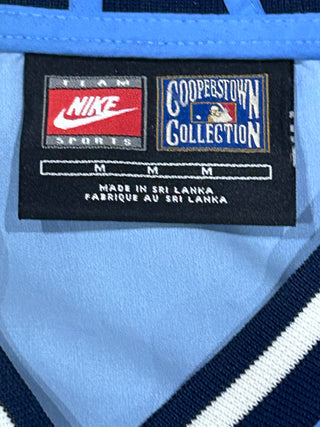 TEAM
NIKE
SPORTS
COOPERSTOWN
COLLECTION
M M M
MADE IN SRI LANKA
FABRIQUE AU SRI LANKA